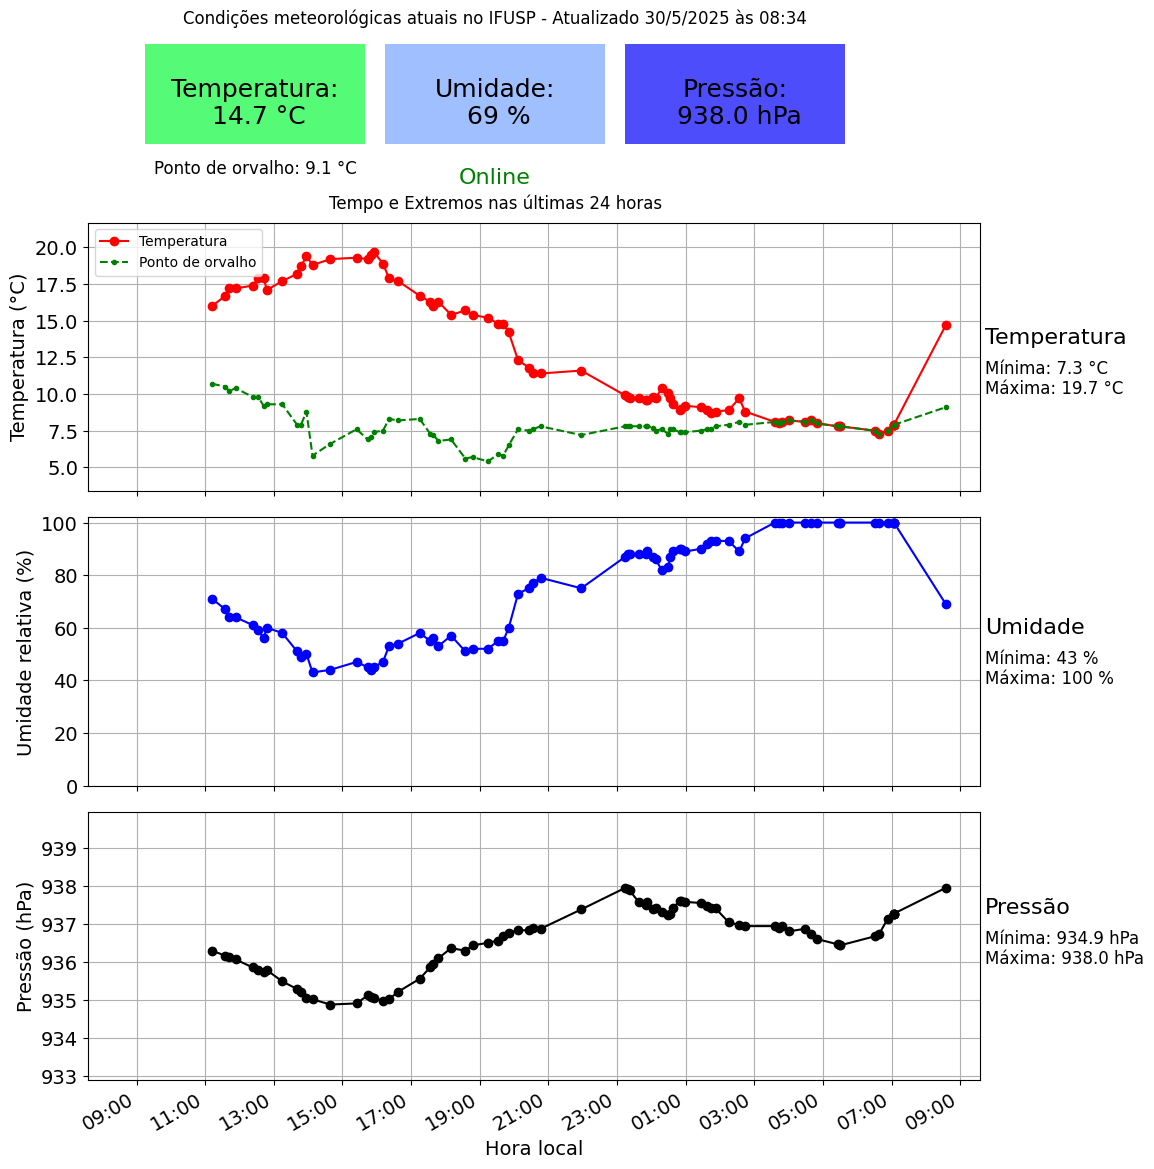 Condições meteorológicas atuais no IFUSP - Atualizado 30/5/2025 às 08:34
Temperatura:
14.7 °C
Umidade:
69 %
Pressão:
938.0 hPa
Ponto de orvalho: 9.1 °C
Online
Tempo e Extremos nas últimas 24 horas
Temperatura
Ponto de orvalho
Temperatura (°C)
20.0
17.5
15.0
12.5
10.0
7.5
5.0
Temperatura
Mínima: 7.3 °C
Máxima: 19.7 °C
Umidade relativa (%)
100
80
60
40
20
0
Umidade
Mínima: 43 %
Máxima: 100 %
Pressão (hPa)
939
938
937
936
935
934
933
Pressão
Mínima: 934.9 hPa
Máxima: 938.0 hPa
09:00
11:00
13:00
15:00
17:00
19:00
21:00
23:00
01:00
03:00
05:00
07:00
09:00
Hora local